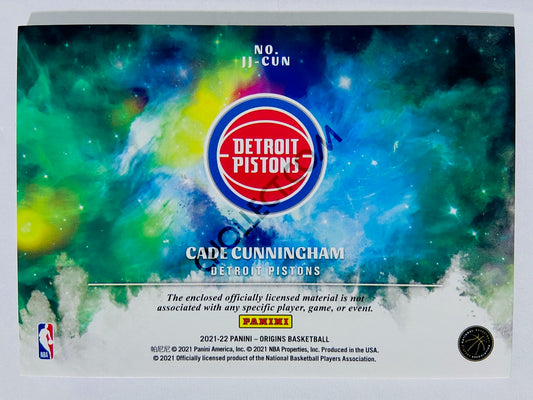 NO.
JJ-CUN
DETROIT
PISTONS
CADE CUNNINGHAM
DETROIT PISTONS
The enclosed officially licensed material is not
associated with any specific player, game, or event.
PANINI
2021-22 PANINI – ORIGINS BASKETBALL
帕尼尼 © 2021 Panini America, Inc. © 2021 NBA Properties, Inc. Produced in the USA.
© 2021 Officially licensed product of the National Basketball Players Association.
NBA